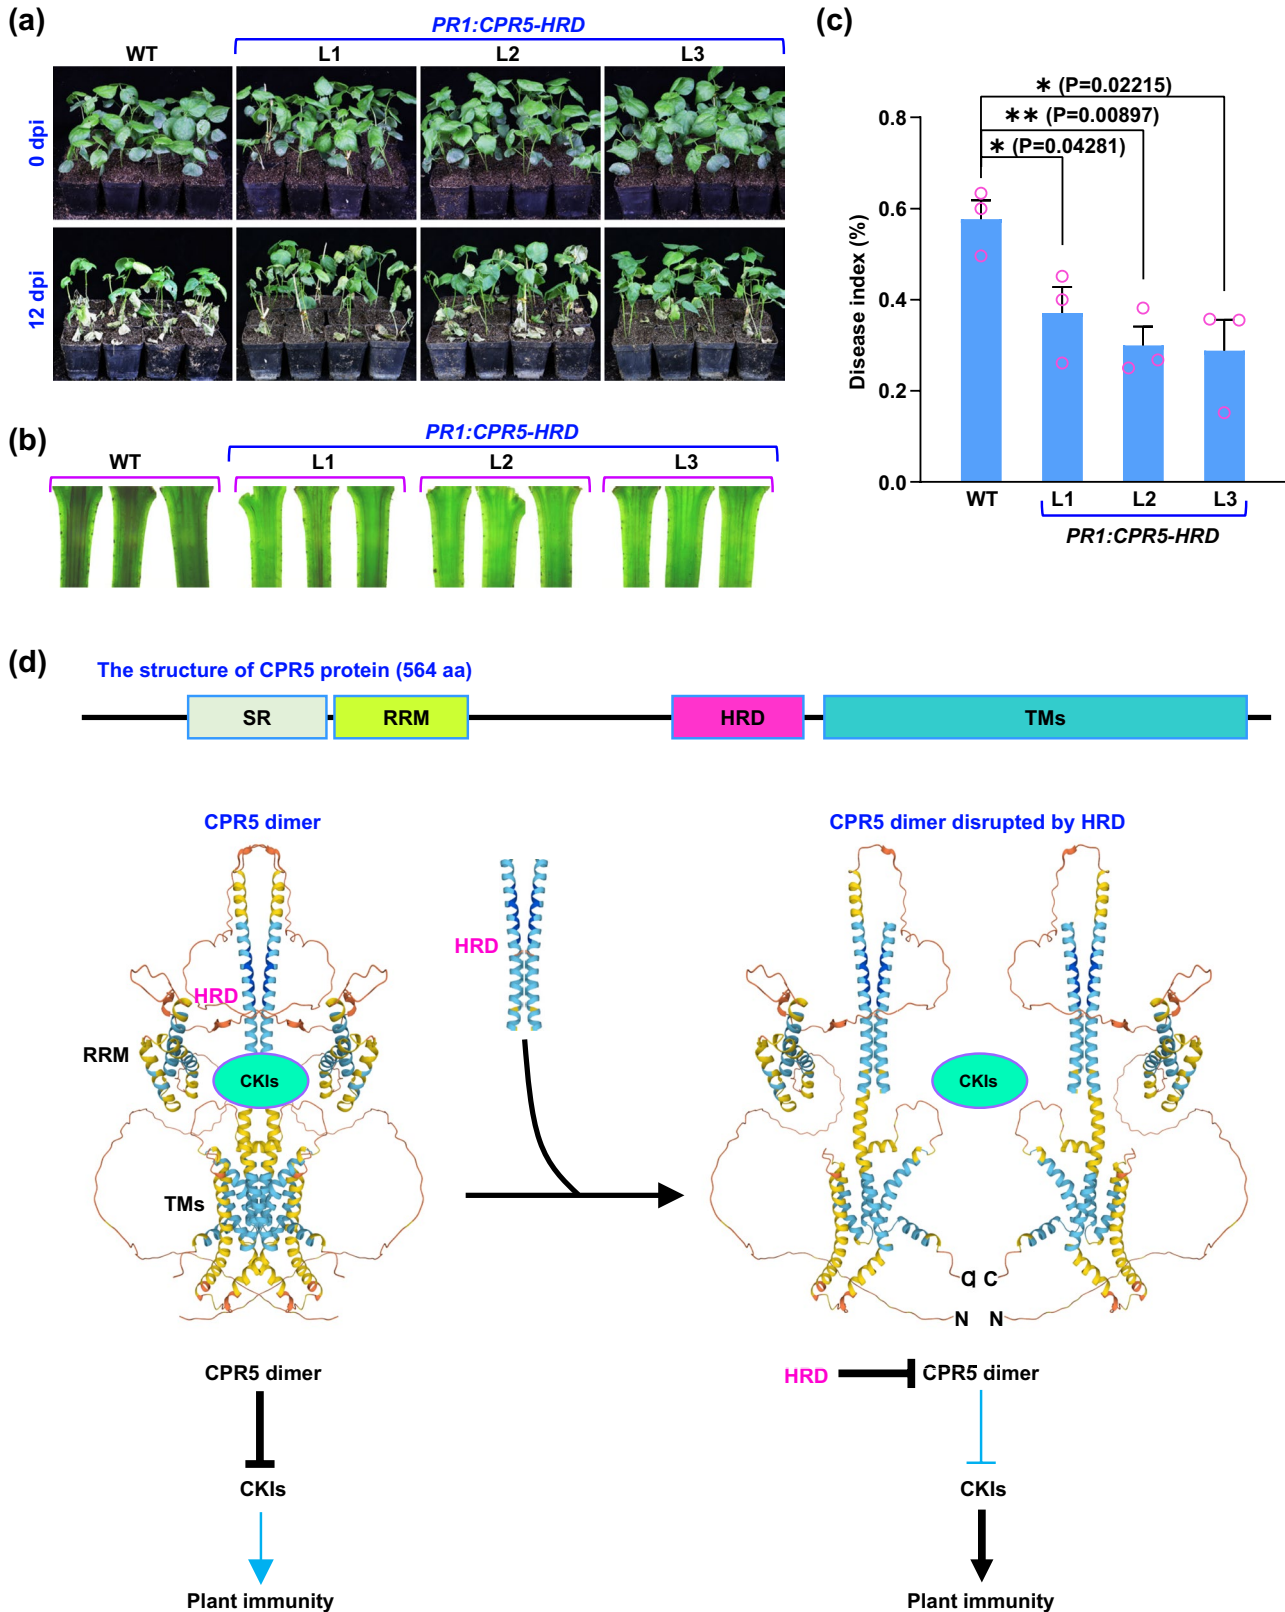 (a)
PR1:CPR5-HRD
WT
L1
L2
L3
0 dpi
12 dpi
(b)
PR1:CPR5-HRD
WT
L1
L2
L3
(c)
* (P=0.02215)
** (P=0.00897)
* (P=0.04281)
Disease index (%)
0.8
0.6
0.4
0.2
0.0
WT
L1
L2
L3
PR1:CPR5-HRD
(d)
The structure of CPR5 protein (564 aa)
SR
RRM
HRD
TMs
CPR5 dimer
HRD
RRM
CKIs
TMs
HRD
CPR5 dimer disrupted by HRD
CKIs
C C
N N
CPR5 dimer
CKIs
Plant immunity
HRD
CPR5 dimer
CKIs
Plant immunity